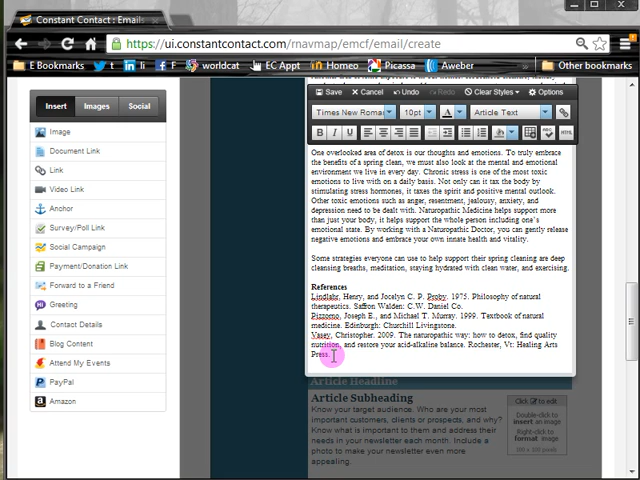 Constant Contact : Emails
https://ui.constantcontact.com/rnavmap/emcf/email/create
E Bookmarks
t
li
F
worldcat
EC Appt
Homeic
Picassa
Aweber
»
Other bookmarks
Insert
Images
Social
Image
Document Link
Link
Video Link
Anchor
Survey/Poll Link
Social Campaign
Payment/Donation Link
Forward to a Friend
Greeting
Contact Details
Blog Content
Attend My Events
PayPal
Amazon
Save
Cancel
Undo
Redo
Clear Styles
Options
Times New Roma
10pt
A
Article Text
B
I
U
ABC
HTML
One overlooked area of detox is our thoughts and emotions. To truly embrace
the benefits of a spring clean, we must also look at the mental and emotional
environment we live in every day. Chronic stress is one of the most toxic
emotions to live with on a daily basis. Not only can it tax the body by
stimulating stress hormones, it taxes the spirit and positive mental outlook.
Other toxic emotions such as anger, resentment, jealousy, anxiety, and
depression need to be dealt with. Naturopathic Medicine helps support more
than just your body, it helps support the whole person including one's
emotional state. By working with a Naturopathic Doctor, you can gently release
negative emotions and embrace your own innate health and vitality.
Some strategies everyone can use to help support their spring cleaning are deep
cleansing breaths, meditation, staying hydrated with clean water, and exercising.
References
Lindlahr, Henry, and Jocelyn C. P. Proby. 1975. Philosophy of natural
therapeutics. Saffron Walden: C.W. Daniel Co.
Pizzorno, Joseph E., and Michael T. Murray. 1999. Textbook of natural
medicine. Edinburgh: Churchill Livingstone.
Vasey, Christopher. 2009. The naturopathic way: how to detox, find quality
nutrition, and restore your acid-alkaline balance. Rochester, Vt: Healing Arts
Press.
Article Headline
Article Subheading
Know your target audience. Who are your most
important customers, clients or prospects, and why?
Know what is important to them and address their
needs in your newsletter each month. Include a
photo to make your newsletter even more
appealing.
Click to edit
Double-click to
insert an image
Right-click to
format image